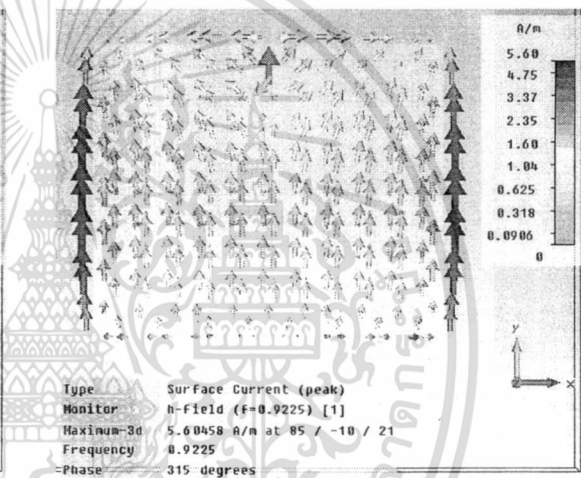 A/m
5.60
4.75
3.37
2.35
1.60
1.04
0.625
0.318
0.0906
0
y
x
Type Surface Current (peak)
Monitor h-field (f=0.9225) [1]
Maximum-3d 5.60458 A/m at 85 / -10 / 21
Frequency 0.9225
Phase 315 degrees